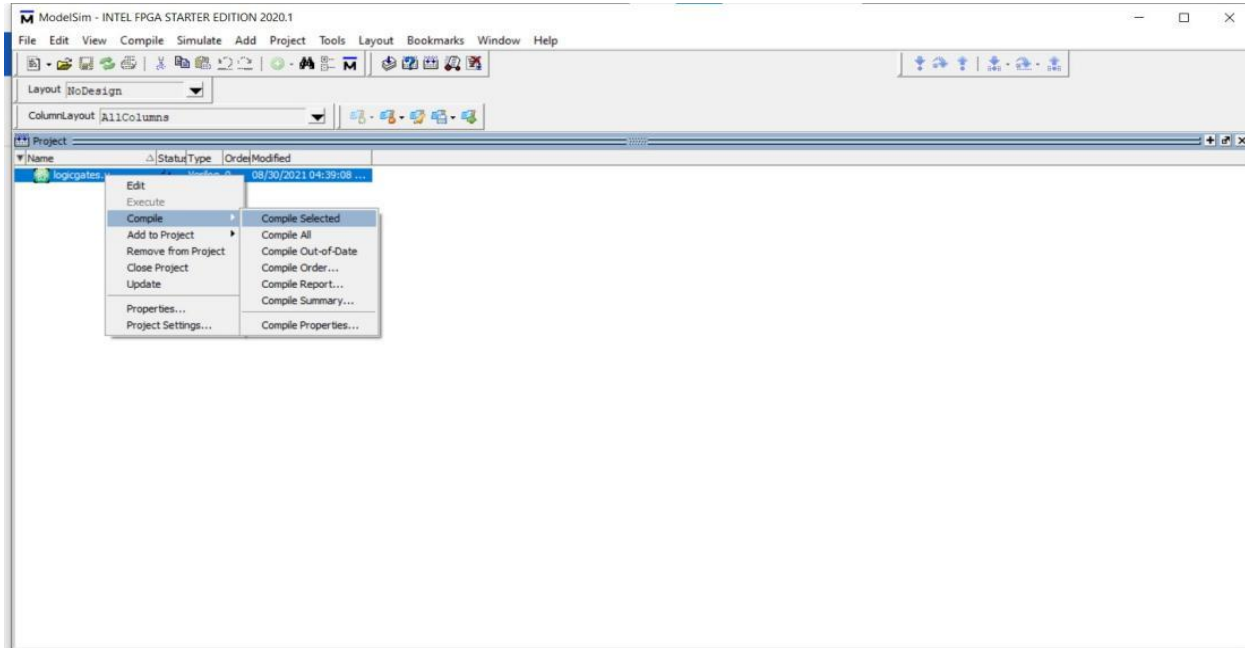 ModelSim - INTEL FPGA STARTER EDITION 2020.1
File Edit View Compile Simulate Add Project Tools Layout Bookmarks Window Help
Layout NoDesign
ColumnLayout AllColumns
Project
Name Status Type Order Modified
logicgates.v Verilog 0 08/30/2021 04:39:08 ...
Edit
Execute
Compile Compile Selected
Add to Project Compile All
Remove from Project Compile Out-of-Date
Close Project Compile Order...
Update Compile Report...
Compile Summary...
Properties...
Project Settings... Compile Properties...